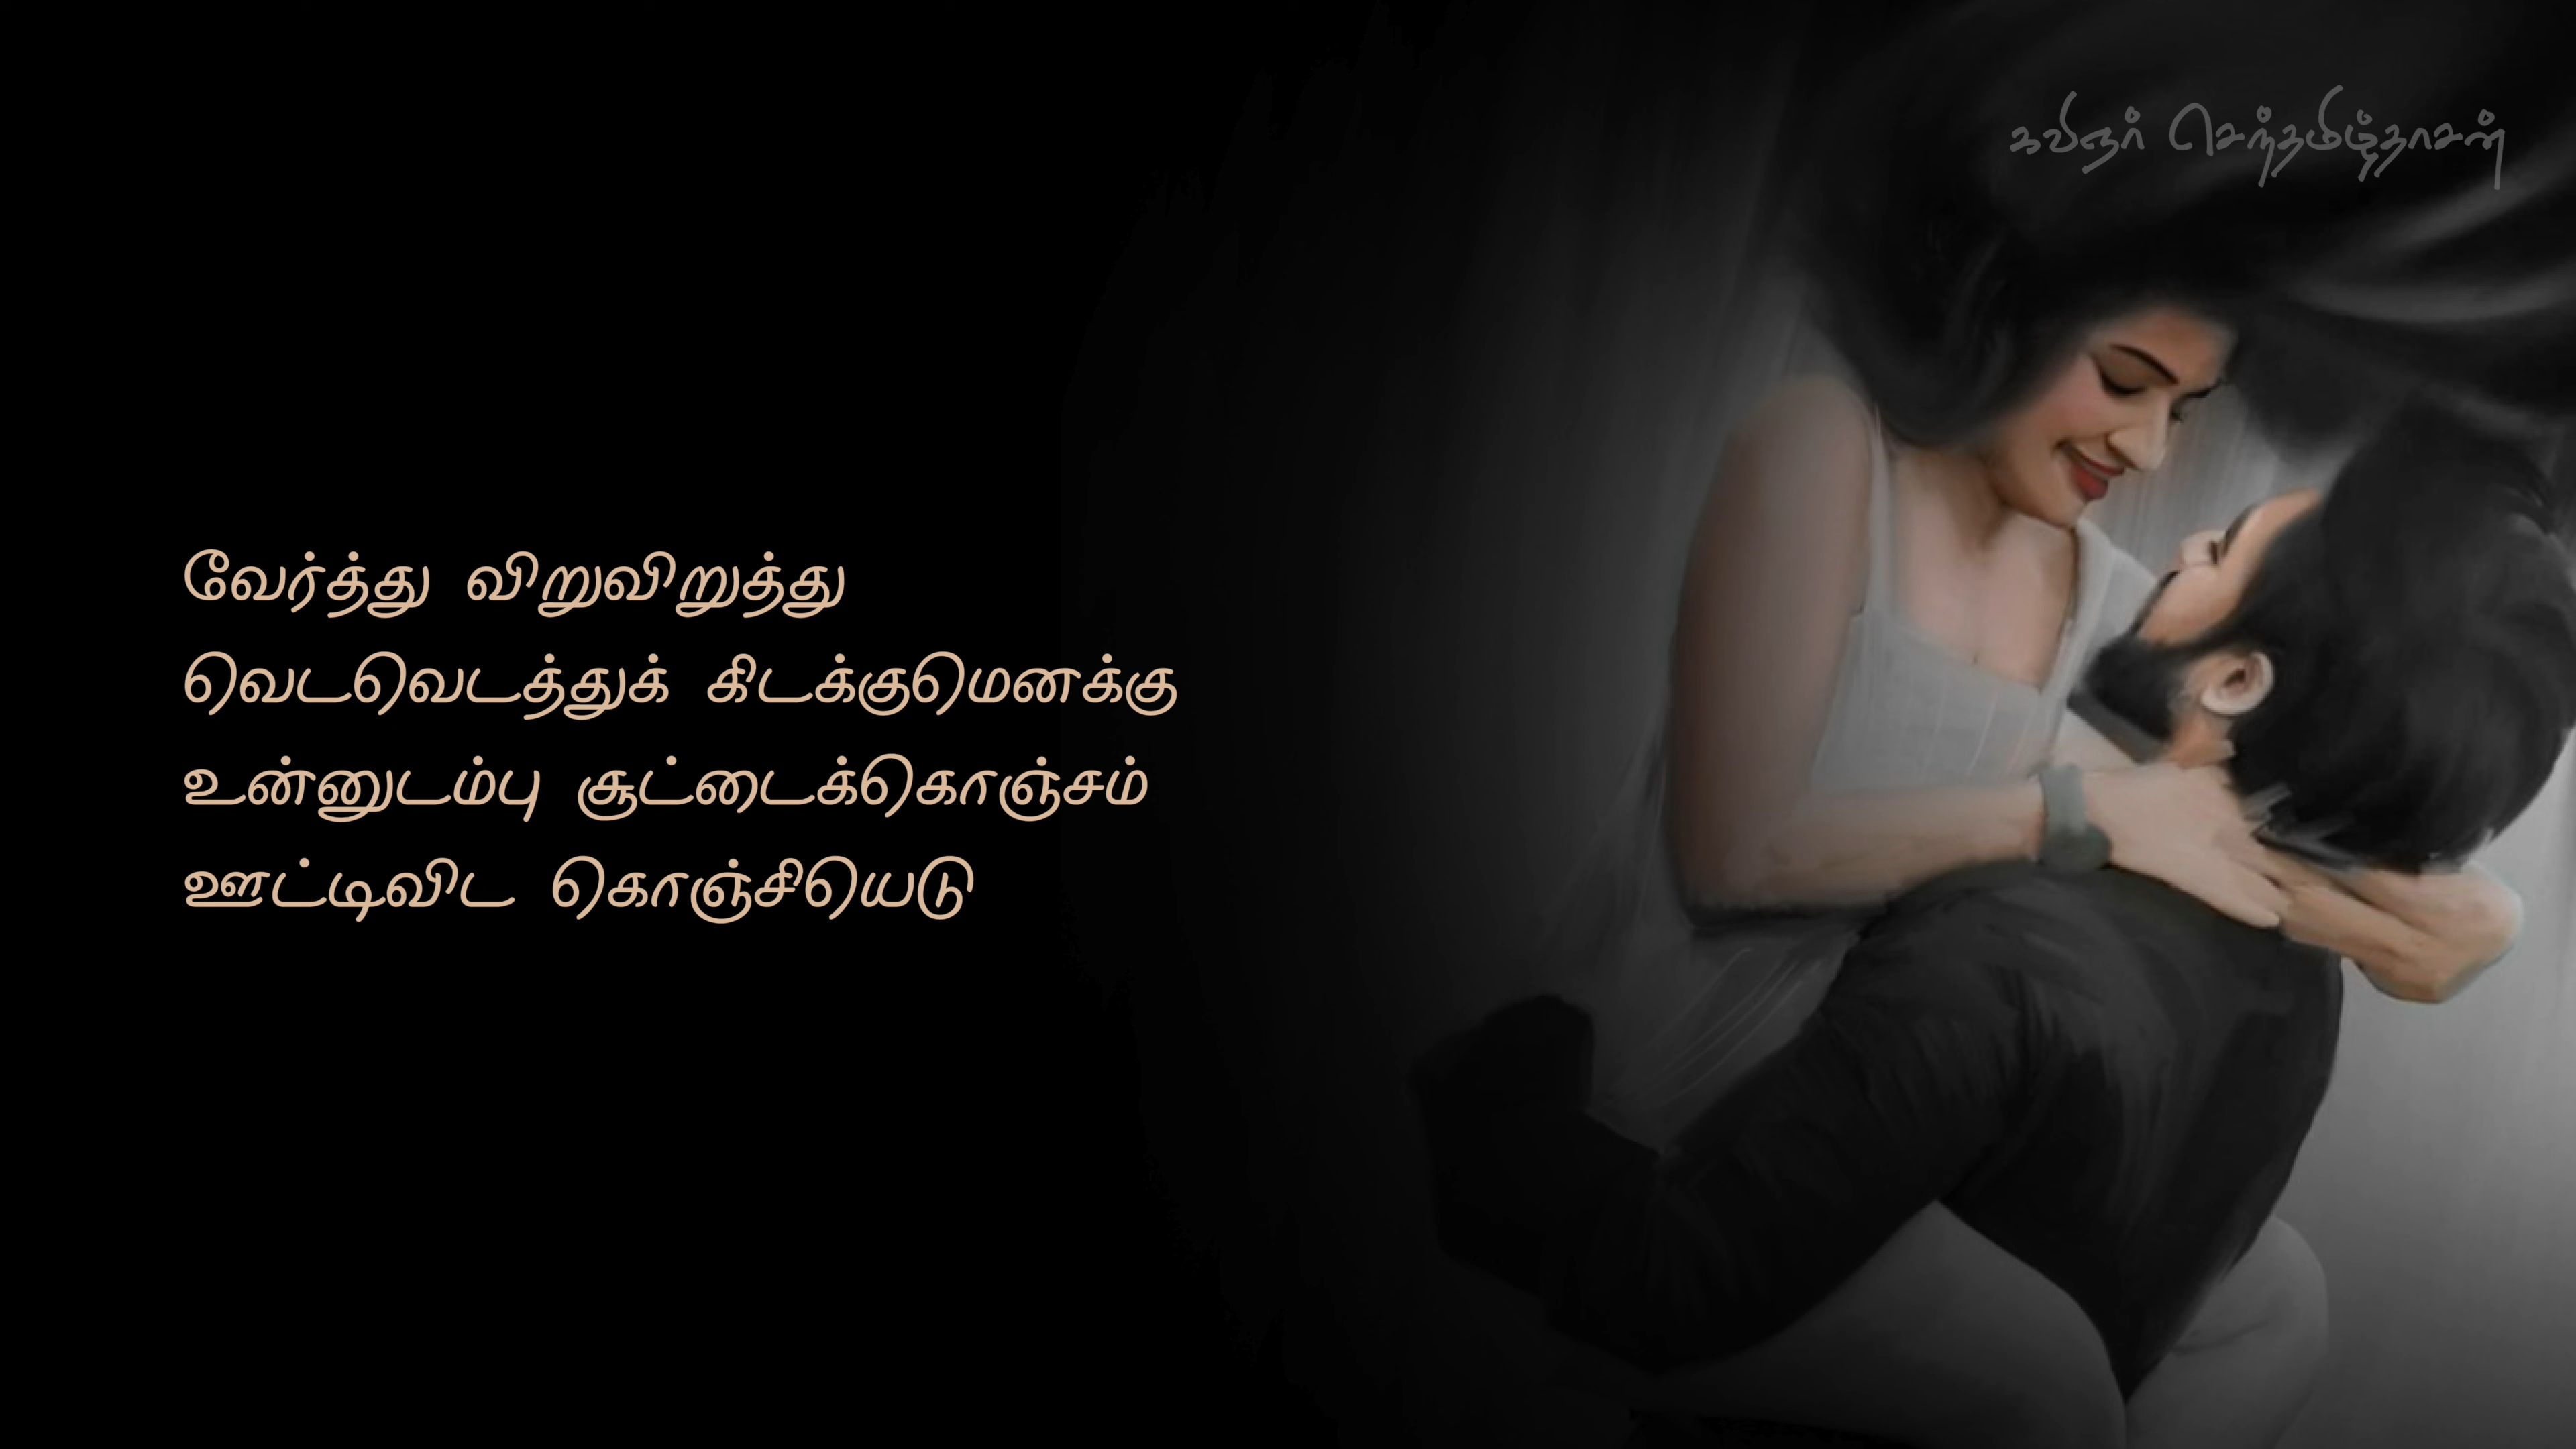 கவிஞர் செந்தமிழ்தாசன்
வேர்த்து விறுவிறுத்து
வெடவெடத்துக் கிடக்குமெனக்கு
உன்னுடம்பு சூட்டைக்கொஞ்சம்
ஊட்டிவிட கொஞ்சியெடு